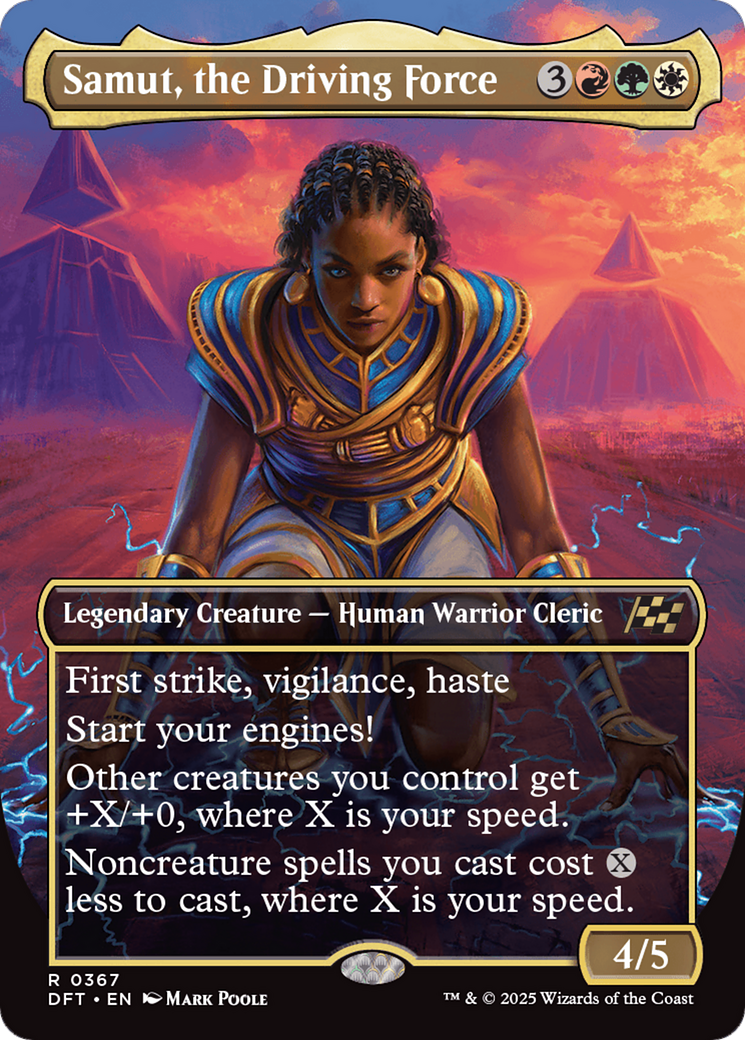 Samut, the Driving Force 3
Legendary Creature — Human Warrior Cleric
First strike, vigilance, haste
Start your engines!
Other creatures you control get
+X/+0, where X is your speed.
Noncreature spells you cast cost X
less to cast, where X is your speed.
4/5
R 0367
DFT • EN Mark Poole
™ & © 2025 Wizards of the Coast